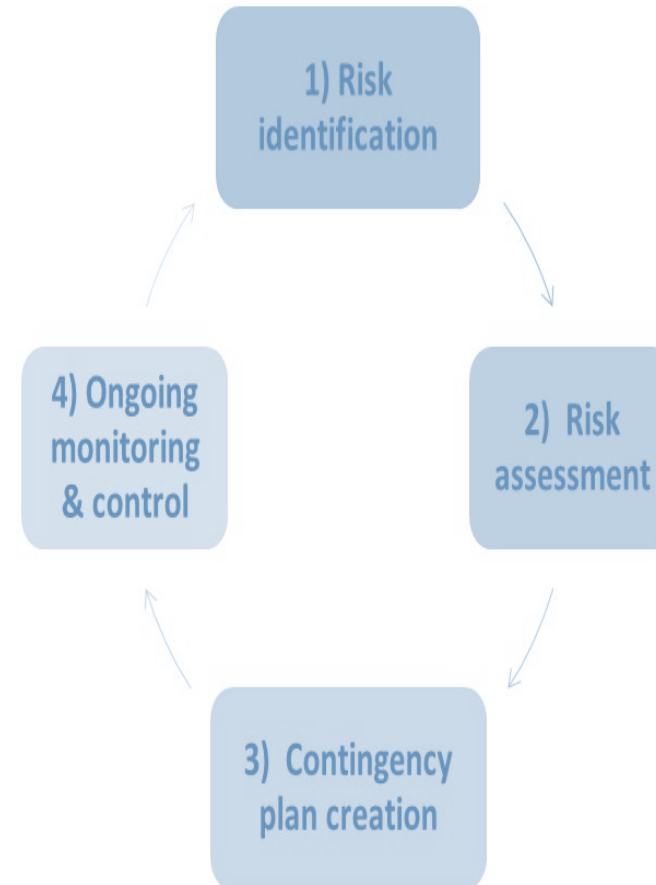 1) Risk
identification
2) Risk
assessment
3) Contingency
plan creation
4) Ongoing
monitoring
& control